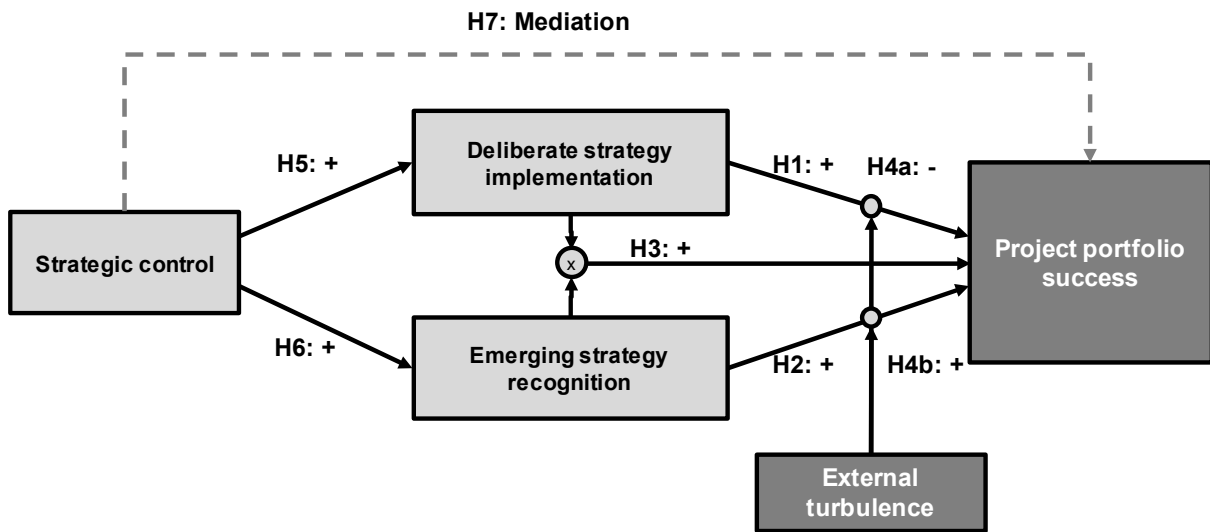 H7: Mediation
Deliberate strategy
implementation
H5: +
H1: +
H4a: -
Strategic control
x
H3: +
Project portfolio
success
H6: +
Emerging strategy
recognition
H2: +
H4b: +
External
turbulence